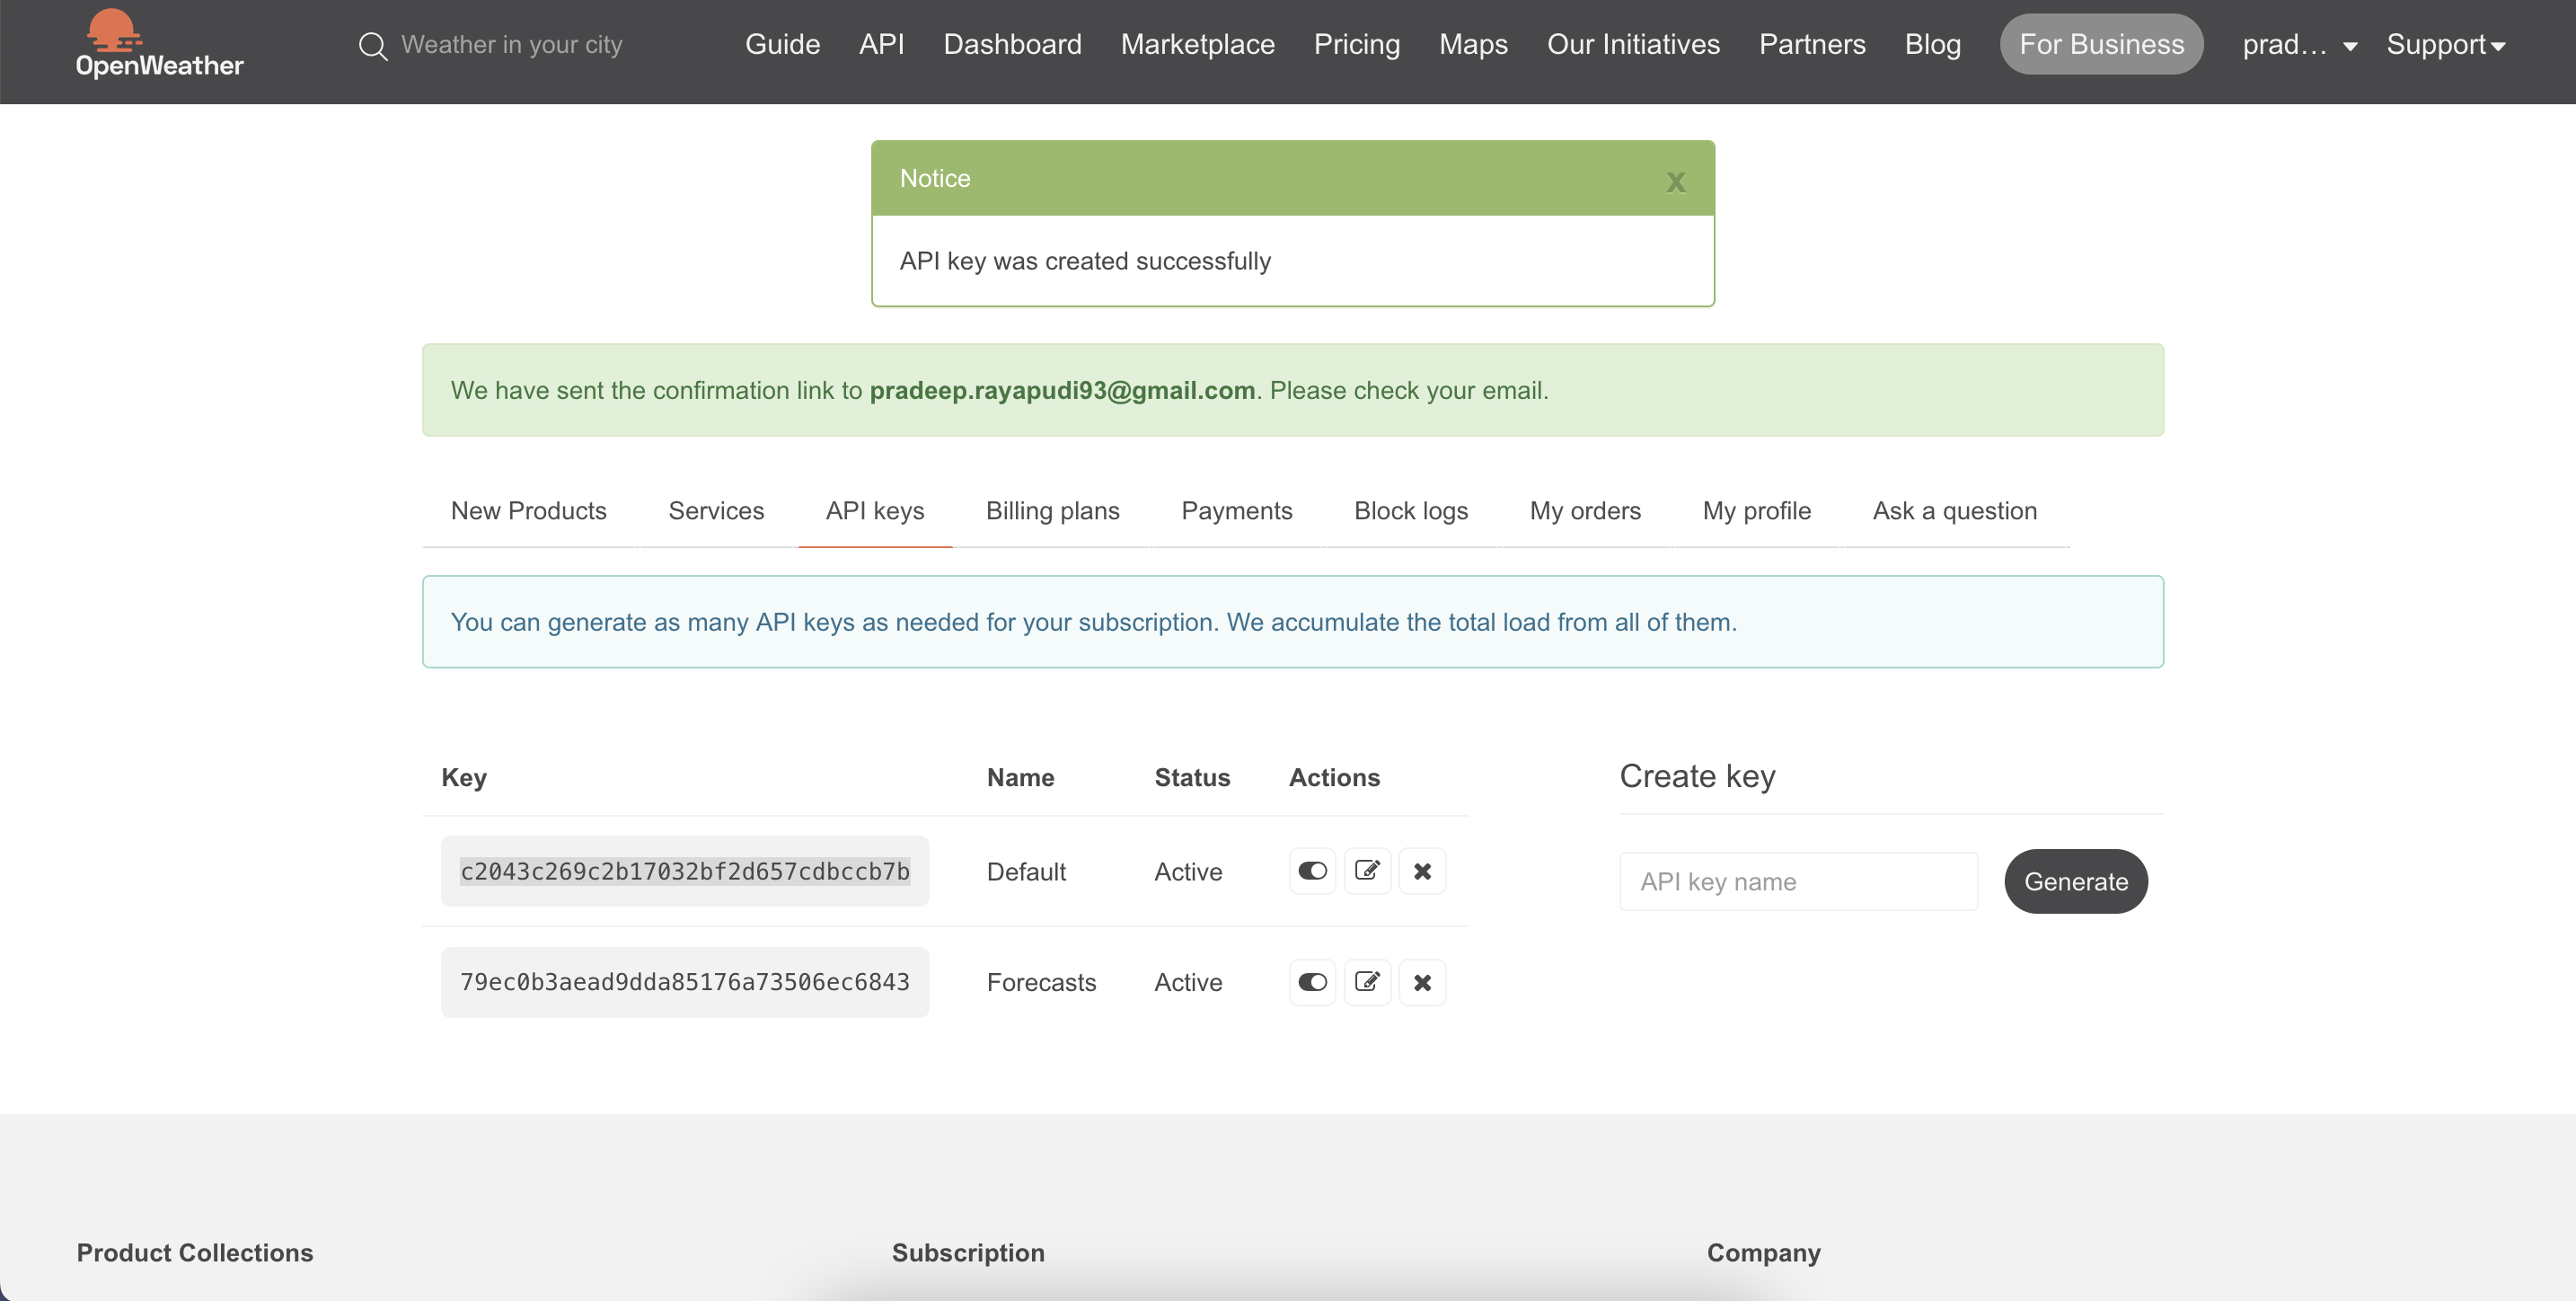 OpenWeather
Weather in your city
Guide API Dashboard Marketplace Pricing Maps Our Initiatives Partners Blog For Business prad... Support
Notice x
API key was created successfully
We have sent the confirmation link to pradeep.rayapudi93@gmail.com. Please check your email.
New Products Services API keys Billing plans Payments Block logs My orders My profile Ask a question
You can generate as many API keys as needed for your subscription. We accumulate the total load from all of them.
Key Name Status Actions
c2043c269c2b17032bf2d657cdbccb7b Default Active
79ec0b3aead9dda85176a73506ec6843 Forecasts Active
Create key
API key name Generate
Product Collections Subscription Company